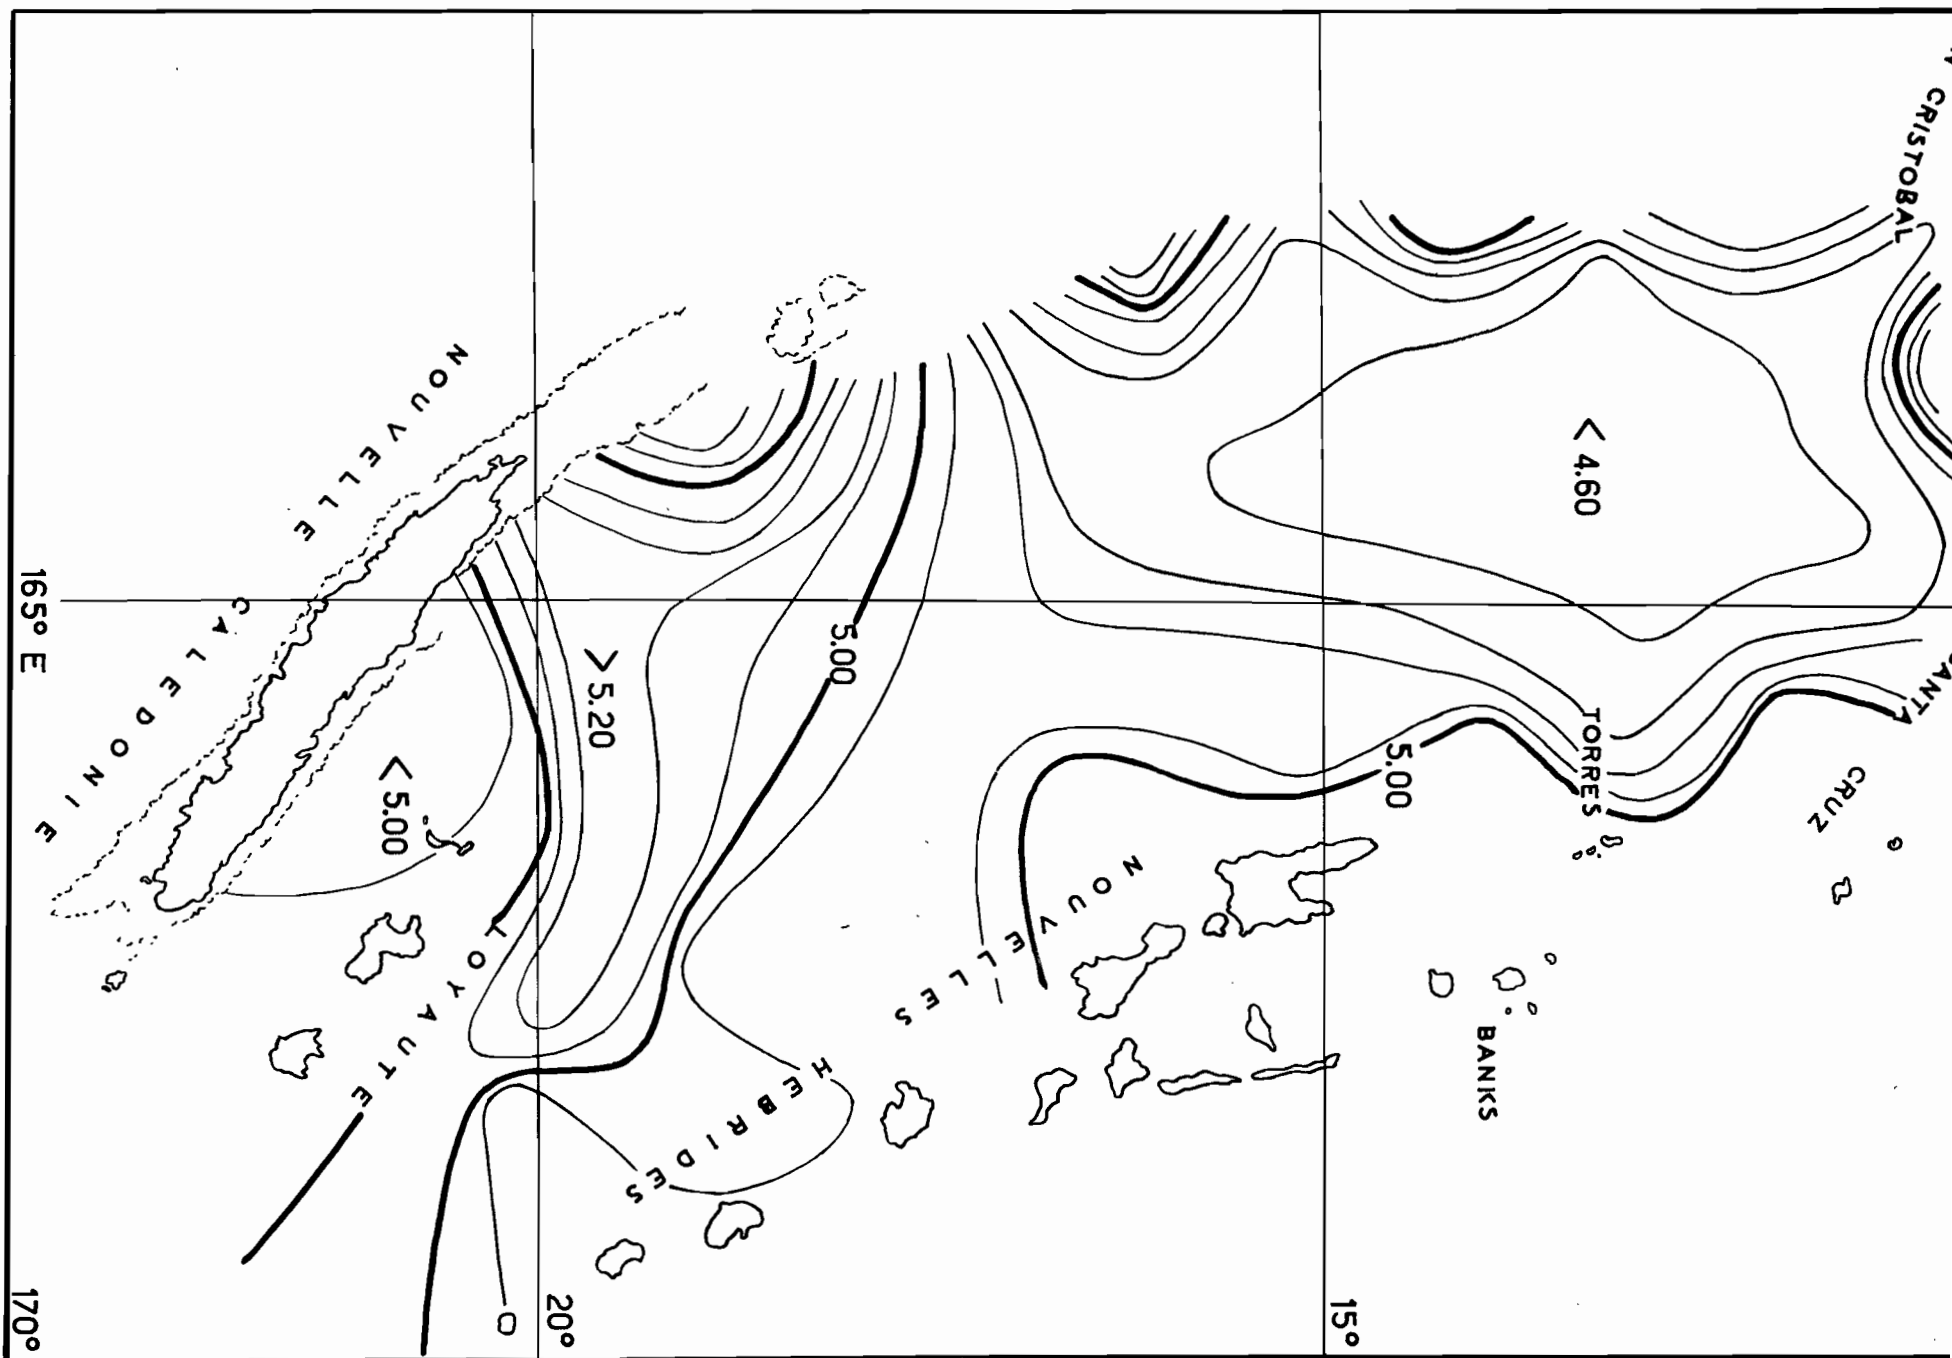 CRISTOBAL
<4.60
NOUVELLE
CALEDONIE
165° E
5.00
>5.20
<5.00
5.00
TORRES
CRUZ
NOUVELLES
HEBRIDES
LOYAUTE
BANKS
170°
20°
15°